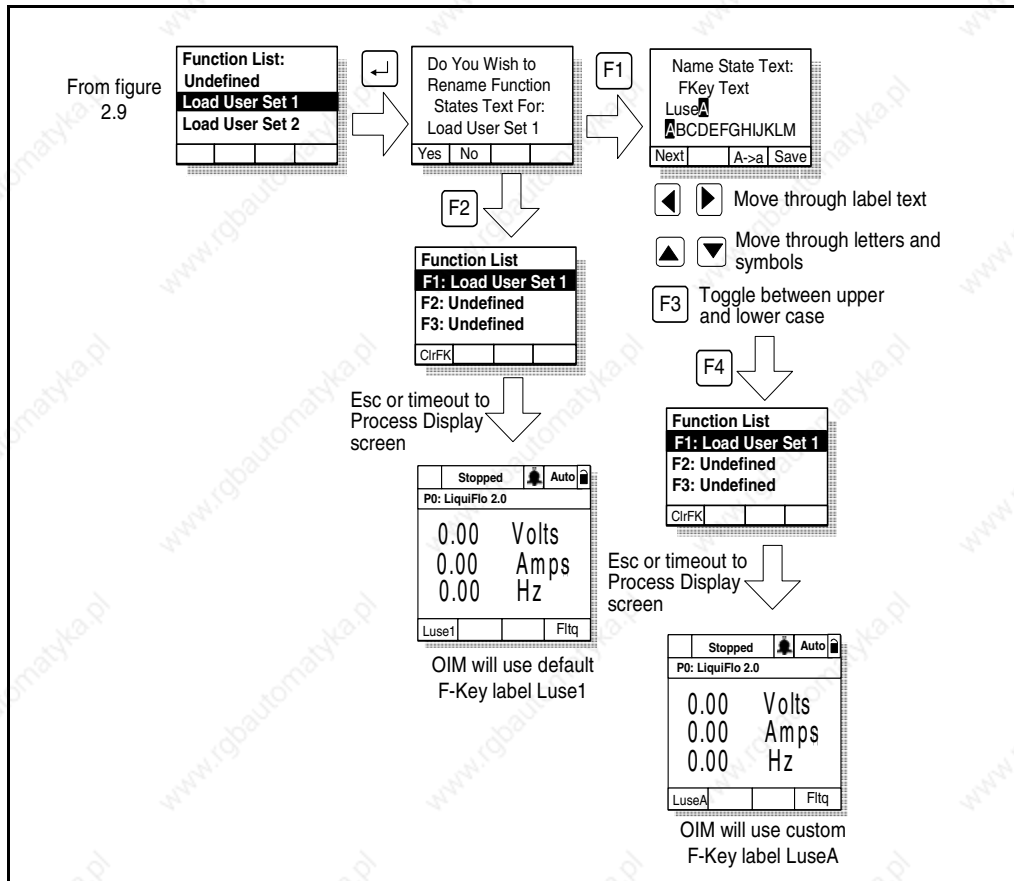 From figure
2.9
Function List:
Undefined
Load User Set 1
Load User Set 2
Do You Wish to
Rename Function
States Text For:
Load User Set 1
Yes No
F1
Name State Text:
FKey Text
LuseA
ABCDEFGHIJKLM
Next A->a Save
Move through label text
Move through letters and
symbols
F3 Toggle between upper
and lower case
F2
Function List
F1: Load User Set 1
F2: Undefined
F3: Undefined
ClrFK
Esc or timeout to
Process Display
screen
Stopped Auto
P0: LiquiFlo 2.0
0.00 Volts
0.00 Amps
0.00 Hz
Luse1 Fltq
OIM will use default
F-Key label Luse1
F4
Function List
F1: Load User Set 1
F2: Undefined
F3: Undefined
ClrFK
Esc or timeout to
Process Display
screen
Stopped Auto
P0: LiquiFlo 2.0
0.00 Volts
0.00 Amps
0.00 Hz
LuseA Fltq
OIM will use custom
F-Key label LuseA
www.rgbautomatyka.pl